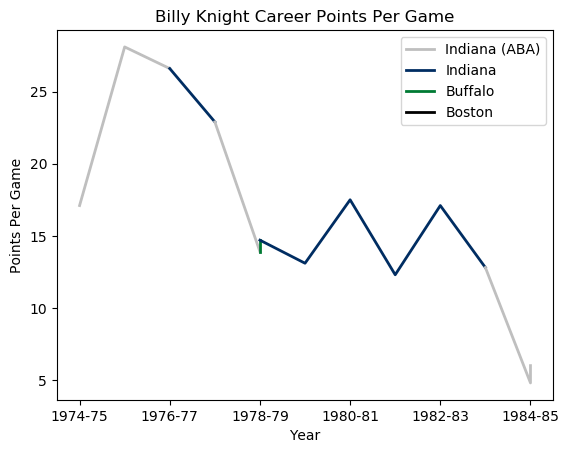 Billy Knight Career Points Per Game
Indiana (ABA)
Indiana
Buffalo
Boston
Points Per Game
25
20
15
10
5
1974-75
1976-77
1978-79
1980-81
1982-83
1984-85
Year